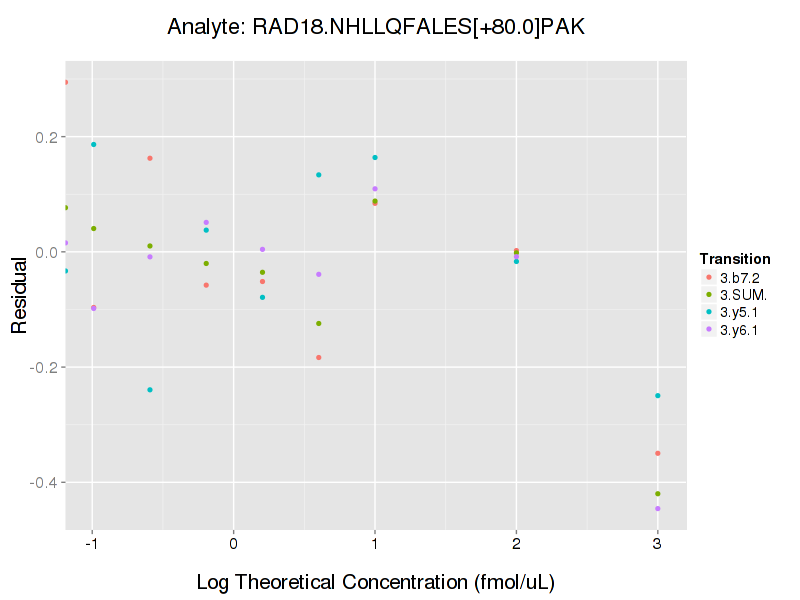 Analyte: RAD18.NHLLQFALES[+80.0]PAK
Residual
0.2
0.0
-0.2
-0.4
-1 0 1 2 3
Log Theoretical Concentration (fmol/uL)
Transition
3.b7.2
3.SUM.
3.y5.1
3.y6.1